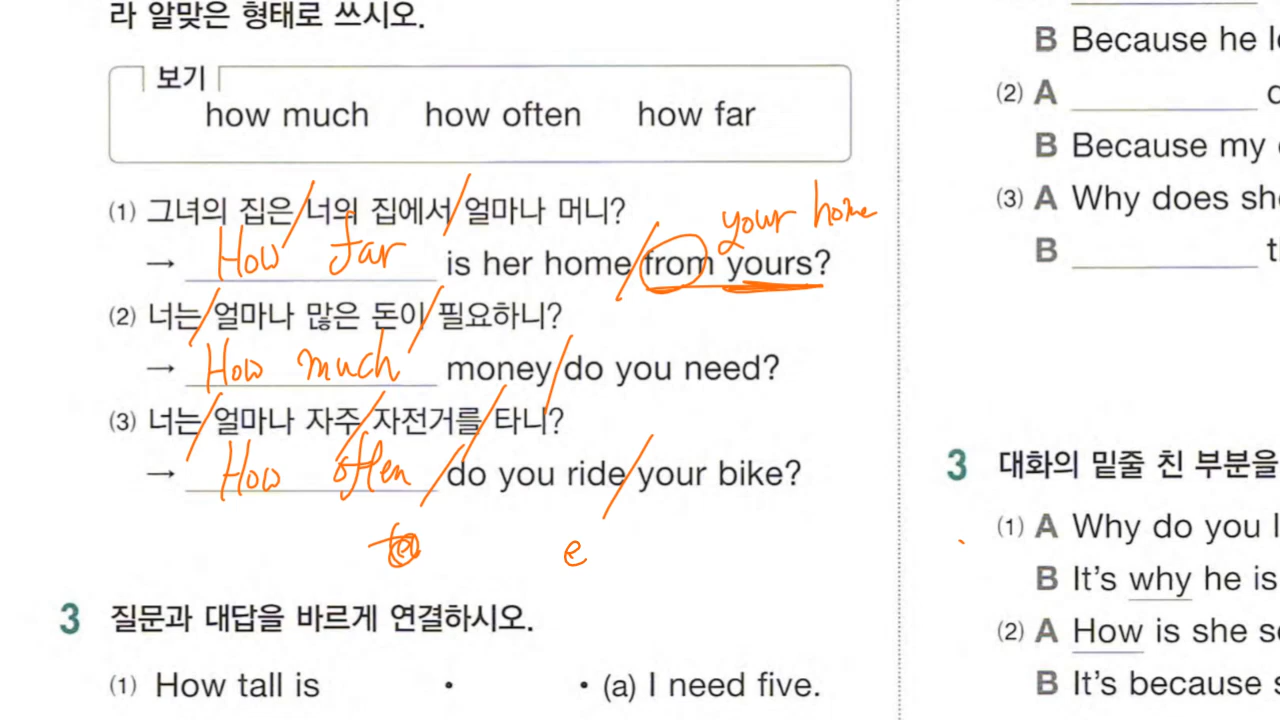 라 알맞은 형태로 쓰시오.
보기
how much how often how far
(1) 그녀의 집은 / 너의 집에서 / 얼마나 머니?
your home
→ How far is her home / from yours?
(2) 너는 / 얼마나 많은 돈이 / 필요하니?
→ How much money / do you need?
(3) 너는 / 얼마나 자주 / 자전거를 / 타니?
→ How often / do you ride / your bike?
e
3 질문과 대답을 바르게 연결하시오.
(1) How tall is • • (a) I need five.
B Because he
(2) A
B Because my
(3) A Why does
B
3 대화의 밑줄 친 부분을
(1) A Why do you
B It's why he is
(2) A How is she
B It's because